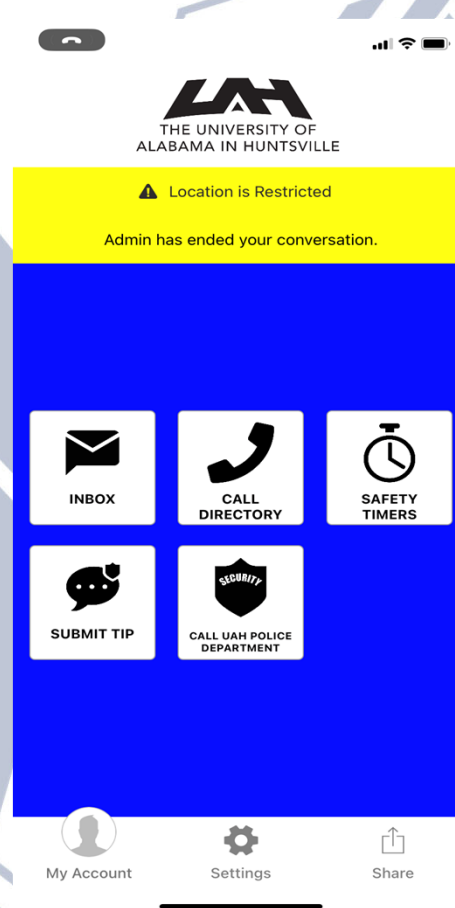 UAH
THE UNIVERSITY OF
ALABAMA IN HUNTSVILLE
Location is Restricted
Admin has ended your conversation.
INBOX
CALL
DIRECTORY
SAFETY
TIMERS
SUBMIT TIP
SECURITY
CALL UAH POLICE
DEPARTMENT
My Account
Settings
Share